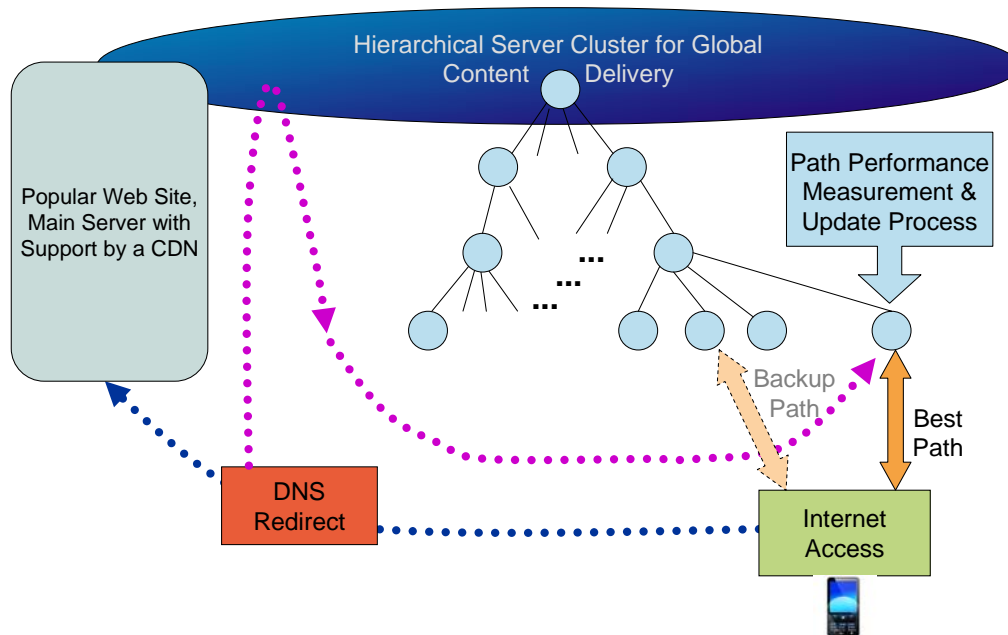 Hierarchical Server Cluster for Global
Content Delivery
Popular Web Site,
Main Server with
Support by a CDN
Path Performance
Measurement &
Update Process
...
...
...
...
Backup
Path
Best
Path
DNS
Redirect
Internet
Access